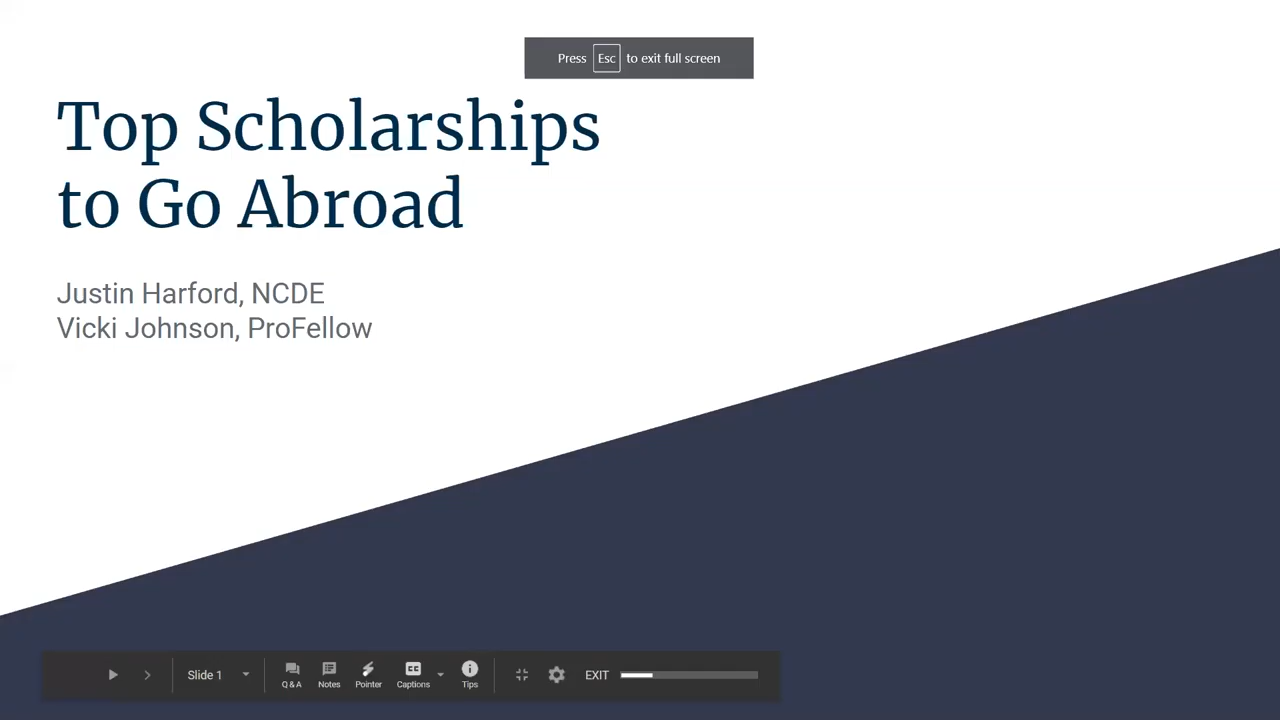 Press Esc to exit full screen
Top Scholarships
to Go Abroad
Justin Harford, NCDE
Vicki Johnson, ProFellow
Slide 1
Q & A
Notes
Pointer
CC
Captions
Tips
EXIT